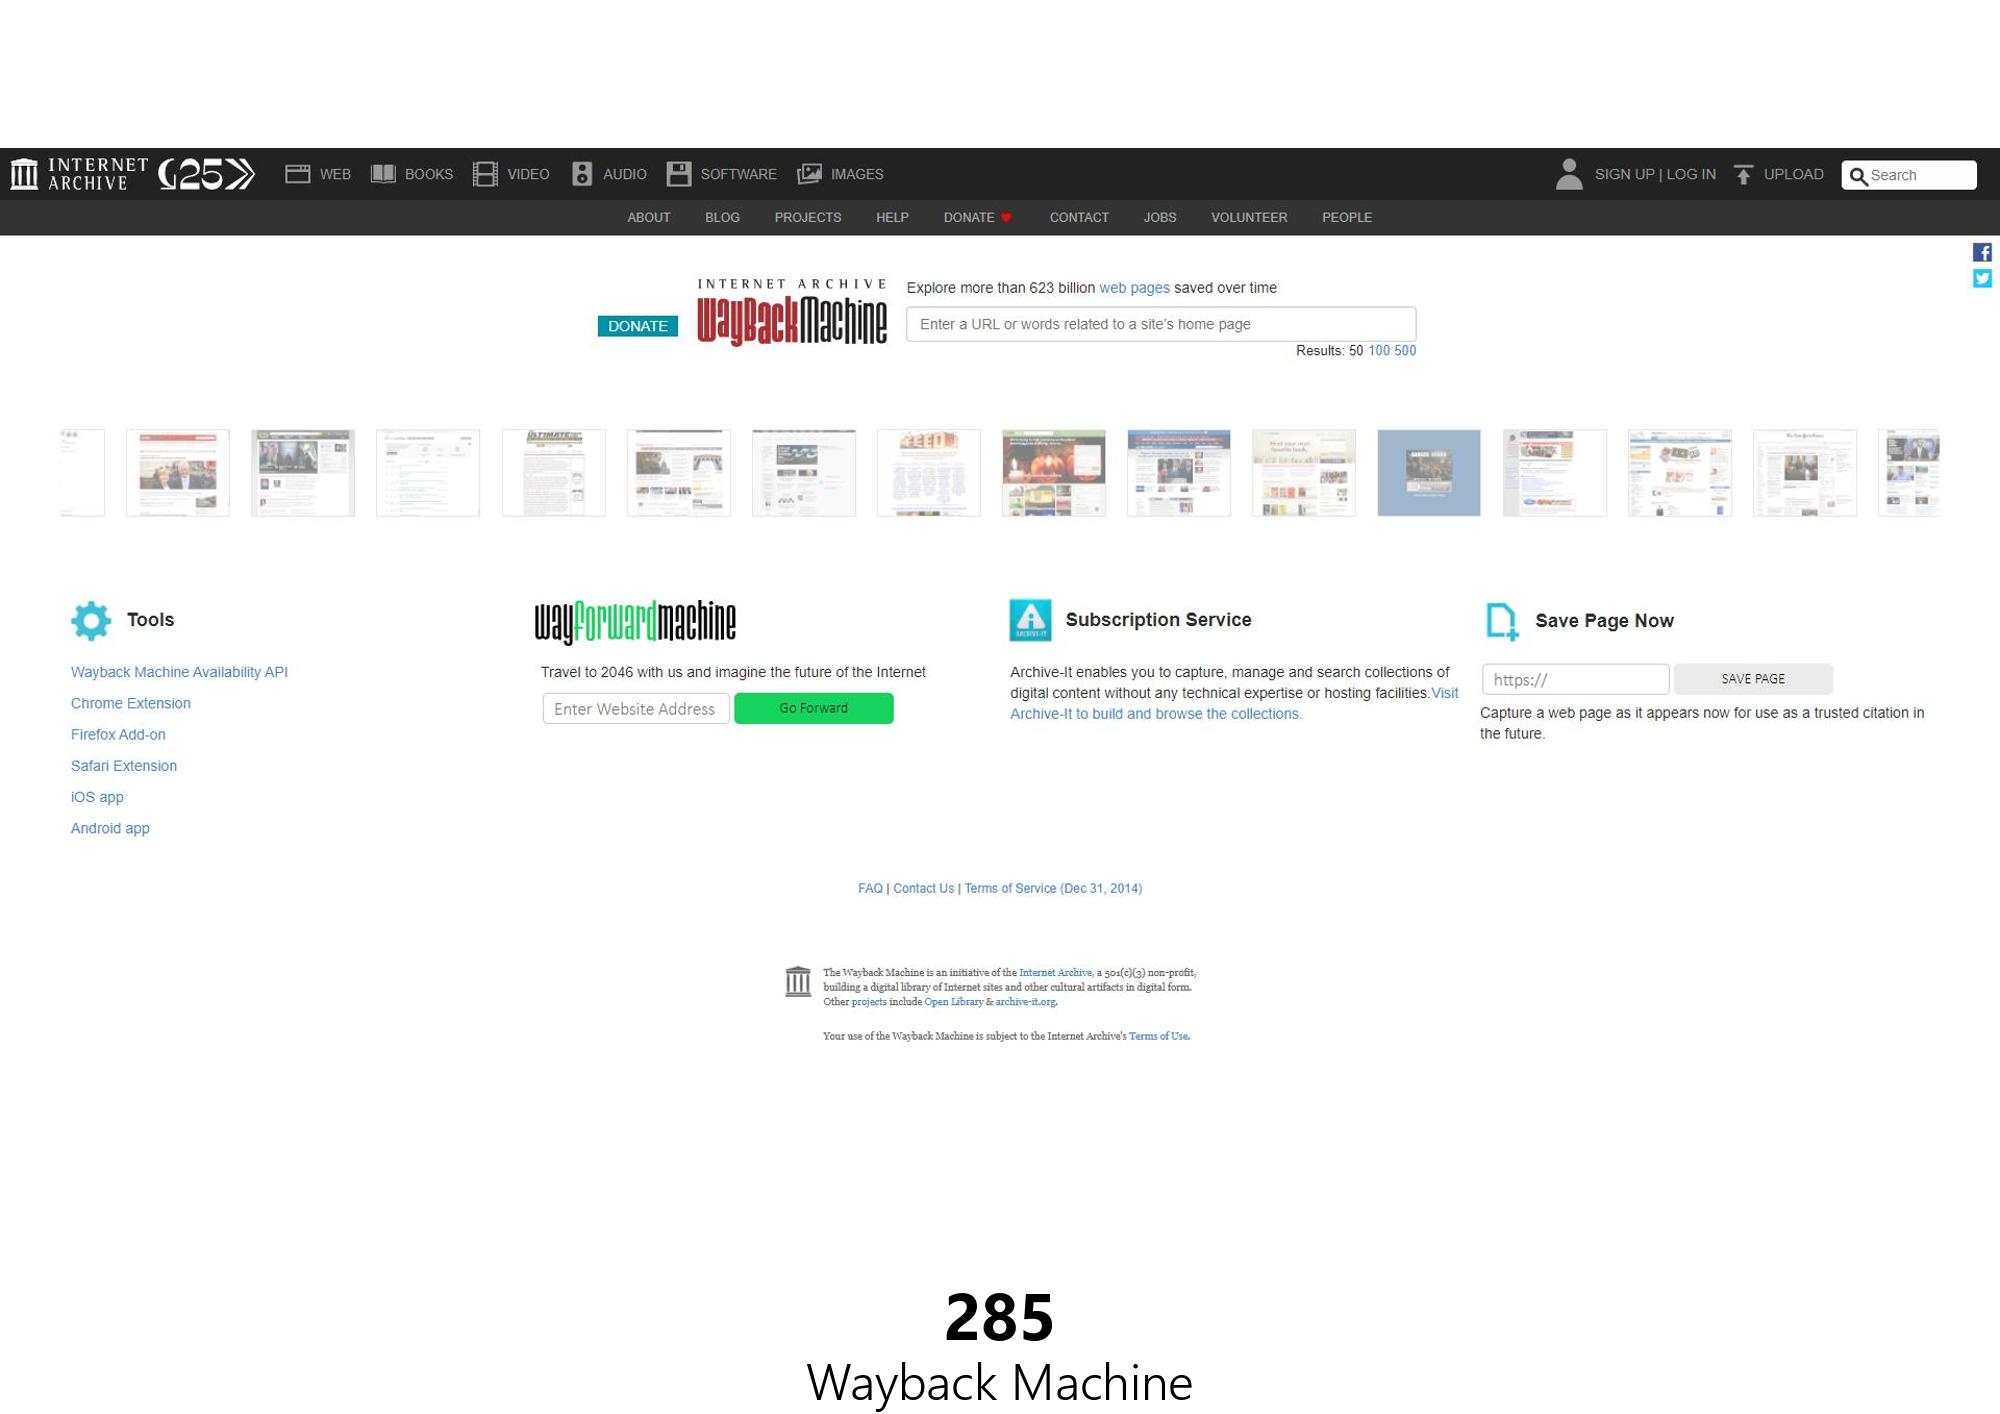 INTERNET ARCHIVE 25 WEB BOOKS VIDEO AUDIO SOFTWARE IMAGES SIGN UP | LOG IN UPLOAD Search
ABOUT BLOG PROJECTS HELP DONATE CONTACT JOBS VOLUNTEER PEOPLE
INTERNET ARCHIVE
WayBackMachine
DONATE
Explore more than 623 billion web pages saved over time
Enter a URL or words related to a site's home page
Results: 50 100 500
ULTIMATE
Tools
Wayback Machine Availability API
Chrome Extension
Firefox Add-on
Safari Extension
iOS app
Android app
wayforwardmachine
Travel to 2046 with us and imagine the future of the Internet
Enter Website Address Go Forward
ARCHIVE-IT
Subscription Service
Archive-It enables you to capture, manage and search collections of
digital content without any technical expertise or hosting facilities.Visit
Archive-It to build and browse the collections.
Save Page Now
https:// SAVE PAGE
Capture a web page as it appears now for use as a trusted citation in
the future.
FAQ | Contact Us | Terms of Service (Dec 31, 2014)
The Wayback Machine is an initiative of the Internet Archive, a 501(c)(3) non-profit,
building a digital library of Internet sites and other cultural artifacts in digital form.
Other projects include Open Library & archive-it.org.
Your use of the Wayback Machine is subject to the Internet Archive's Terms of Use.
285
Wayback Machine